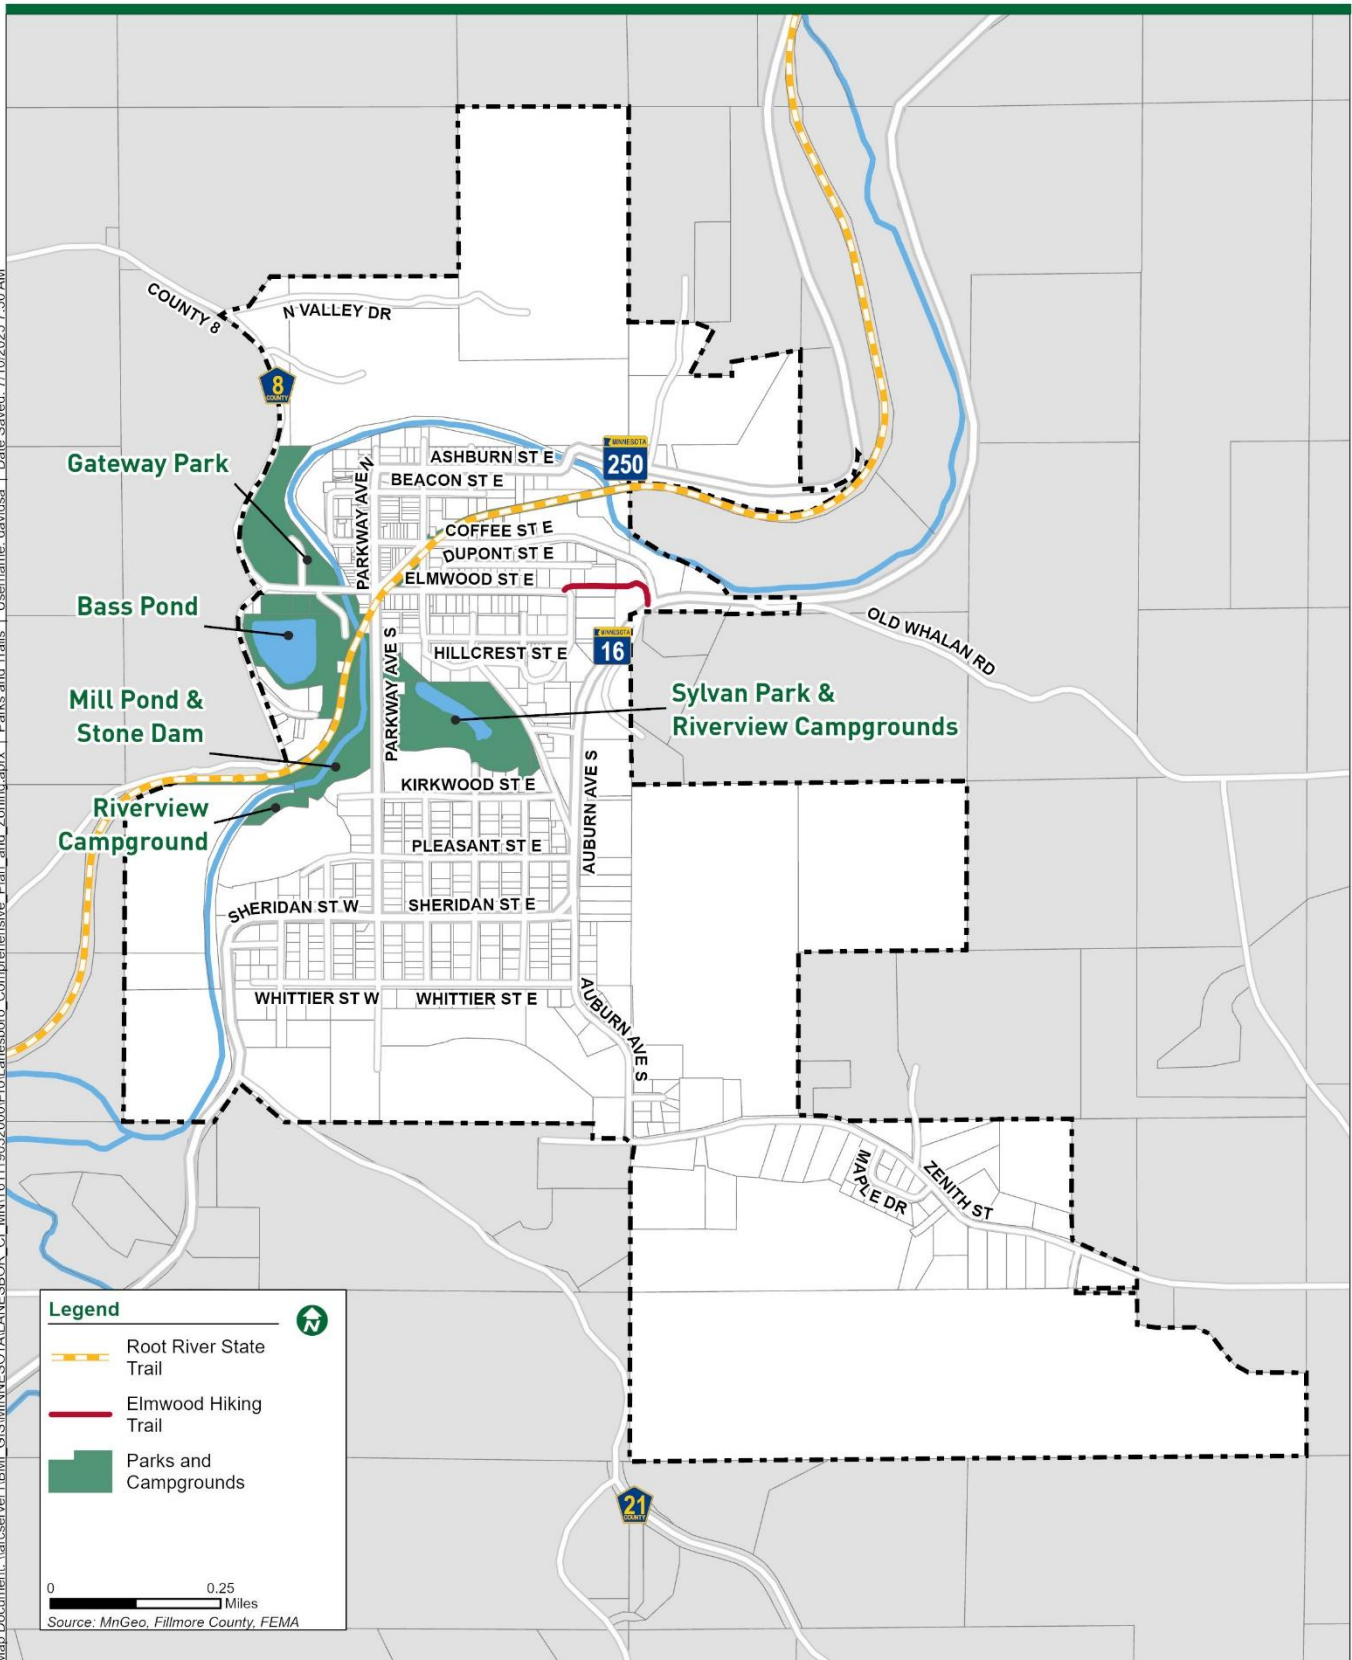 COUNTY 8
N VALLEY DR
8
COUNTY
Gateway Park
ASHBURN ST E
MINNESOTA
250
BEACON ST E
PARKWAY AVE N
COFFEE ST E
DUPONT ST E
ELMWOOD ST E
Bass Pond
OLD WHALAN RD
MINNESOTA
16
HILLCREST ST E
PARKWAY AVE S
Mill Pond &
Stone Dam
Sylvan Park &
Riverview Campgrounds
KIRKWOOD ST E
AUBURN AVE S
Riverview
Campground
PLEASANT ST E
SHERIDAN ST W
SHERIDAN ST E
WHITTIER ST W
WHITTIER ST E
AUBURN AVE S
MAPLE DR
ZENITH ST
Legend
N
Root River State
Trail
Elmwood Hiking
Trail
Parks and
Campgrounds
0
0.25
Miles
Source: MnGeo, Fillmore County, FEMA
21
COUNTY